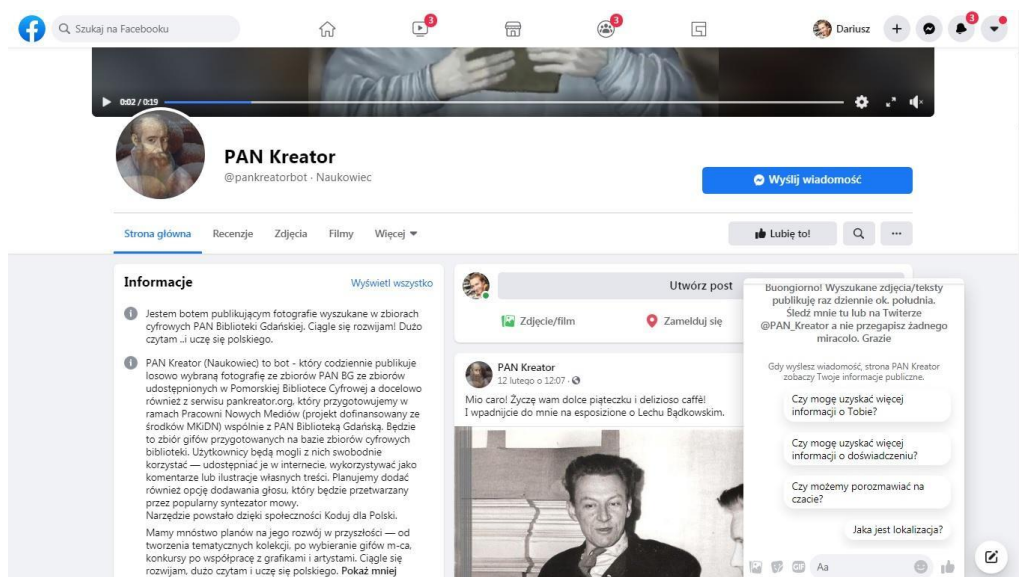 Szukaj na Facebooku
3
3
Dariusz
3
0:02 / 0:19
PAN Kreator
@pankreatorbot · Naukowiec
Wyślij wiadomość
Strona główna
Recenzje
Zdjęcia
Filmy
Więcej
Lubię to!
Informacje
Wyświetl wszystko
Jestem botem publikującym fotografie wyszukane w zbiorach
cyfrowych PAN Biblioteki Gdańskiej. Ciągle się rozwijam! Dużo
czytam ..i uczę się polskiego.
PAN Kreator (Naukowiec) to bot - który codziennie publikuje
losowo wybraną fotografię ze zbiorów PAN BG ze zbiorów
udostępnionych w Pomorskiej Bibliotece Cyfrowej a docelowo
również z serwisu pankreator.org, który przygotowujemy w
ramach Pracowni Nowych Mediów (projekt dofinansowany ze
środków MKiDN) wspólnie z PAN Biblioteką Gdańską. Będzie
to zbiór gifów przygotowanych na bazie zbiorów cyfrowych
biblioteki. Użytkownicy będą mogli z nich swobodnie
korzystać — udostępniać je w internecie, wykorzystywać jako
komentarze lub ilustracje własnych treści. Planujemy dodać
również opcję dodawania głosu, który będzie przetwarzany
przez popularny syntezator mowy.
Narzędzie powstało dzięki społeczności Koduj dla Polski.
Mamy mnóstwo planów na jego rozwój w przyszłości — od
tworzenia tematycznych kolekcji, po wybieranie gifów m-ca,
konkursy po współpracę z grafikami i artystami. Ciągle się
rozwijam, dużo czytam i uczę się polskiego. Pokaż mniej
Utwórz post
Zdjęcie/film
Zamelduj się
PAN Kreator
12 lutego o 12:07 ·
Mio caro! Życzę wam dolce piąteczku i delizioso caffè!
I wpadnijcie do mnie na esposizione o Lechu Bądkowskim.
Buongiorno! Wyszukane zdjęcia/teksty
publikuję raz dziennie ok. południa.
Śledź mnie tu lub na Twiterze
@PAN_Kreator a nie przegapisz żadnego
miracolo. Grazie
Gdy wyślesz wiadomość, strona PAN Kreator
zobaczy Twoje informacje publiczne.
Czy mogę uzyskać więcej
informacji o Tobie?
Czy mogę uzyskać więcej
informacji o doświadczeniu?
Czy możemy porozmawiać na
czacie?
Jaka jest lokalizacja?
GIF
Aa